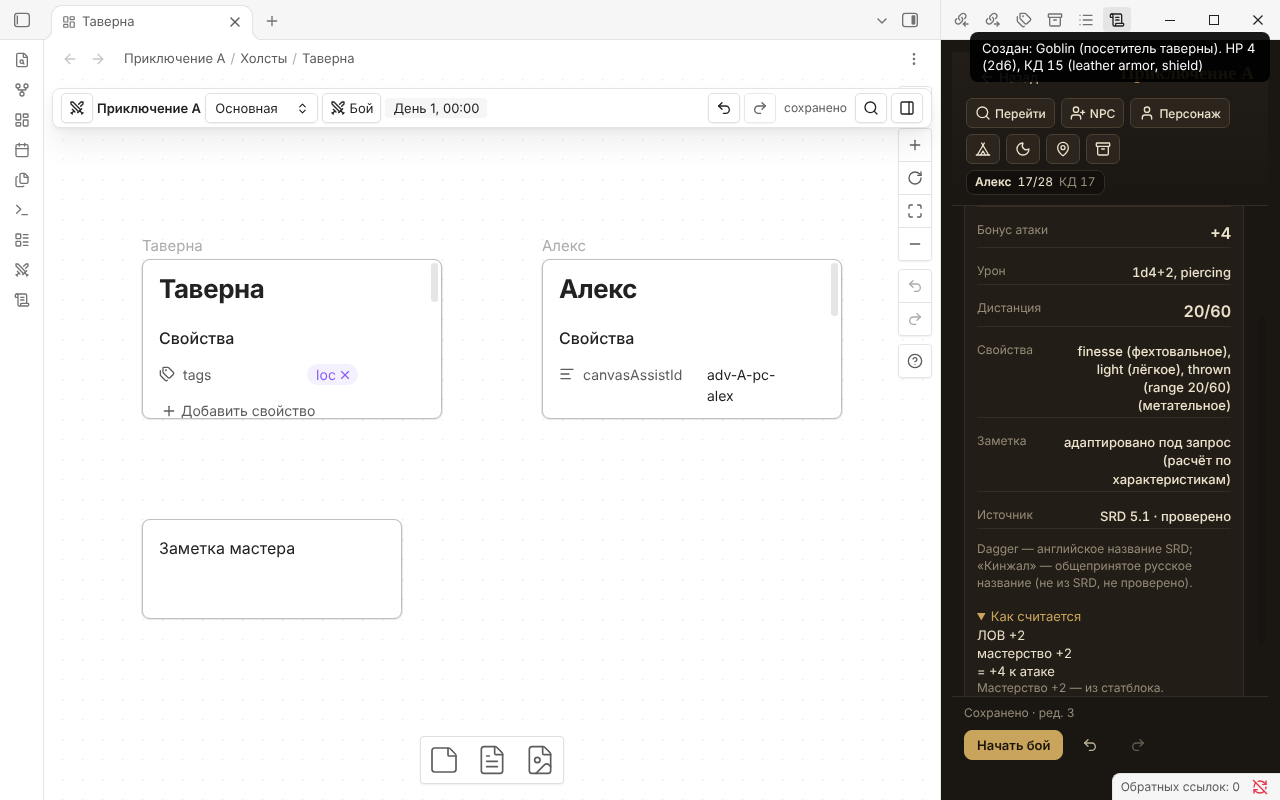 Таверна
Создан: Goblin (посетитель таверны). HP 4
(2d6), КД 15 (leather armor, shield)
Приключение A / Холсты / Таверна
Приключение A
Основная
Бой
День 1, 00:00
сохранено
Перейти
NPC
Персонаж
Алекс 17/28 КД 17
Таверна
Таверна
Свойства
tags
loc
Добавить свойство
Алекс
Алекс
Свойства
canvasAssistId
adv-A-pc-
alex
Заметка мастера
Бонус атаки
+4
Урон
1d4+2, piercing
Дистанция
20/60
Свойства
finesse (фехтовальное),
light (лёгкое), thrown
(range 20/60)
(метательное)
Заметка
адаптировано под запрос
(расчёт по
характеристикам)
Источник
SRD 5.1 · проверено
Dagger — английское название SRD;
«Кинжал» — общепринятое русское
название (не из SRD, не проверено).
Как считается
ЛОВ +2
мастерство +2
= +4 к атаке
Мастерство +2 — из статблока.
Сохранено · ред. 3
Начать бой
Обратных ссылок: 0